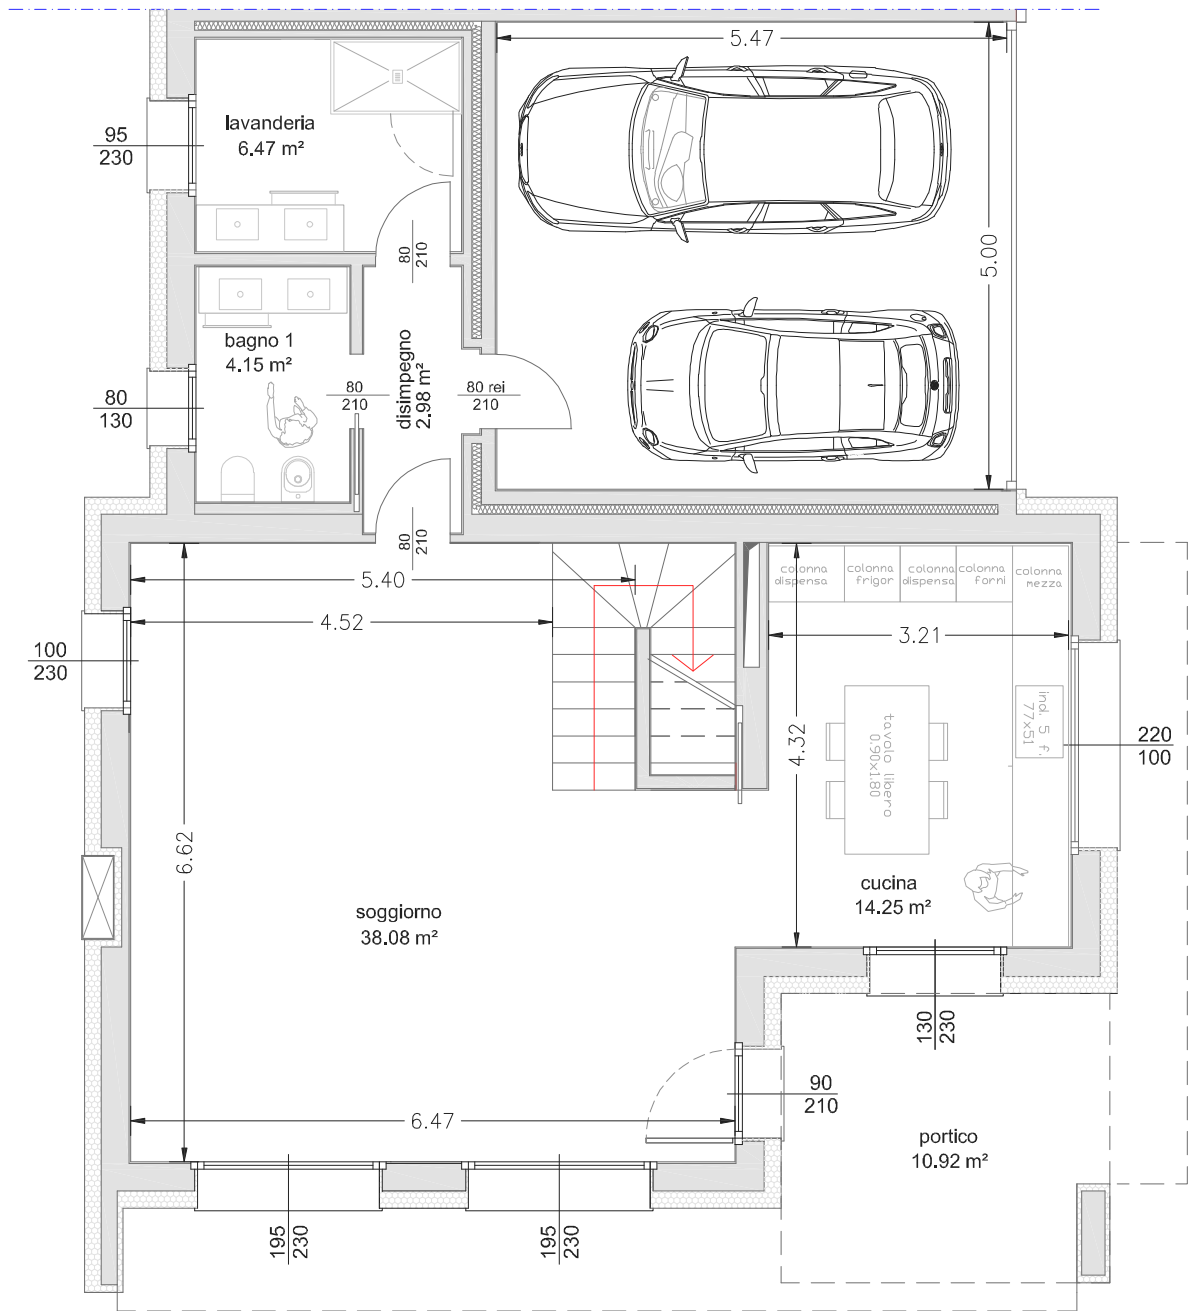 5.47
lavanderia
6.47 m²
95
230
80
210
5.00
bagno 1
4.15 m²
disimpegno
2.98 m²
80
130
80
210
80 rei
210
80
210
colonna
dispensa
colonna
frigor
colonna
dispensa
colonna
forni
colonna
mezza
5.40
4.52
3.21
100
230
ind. 5 f.
77x51
tavolo libero
0.90x1.80
4.32
220
100
6.62
cucina
14.25 m²
soggiorno
38.08 m²
130
230
90
210
6.47
portico
10.92 m²
195
230
195
230